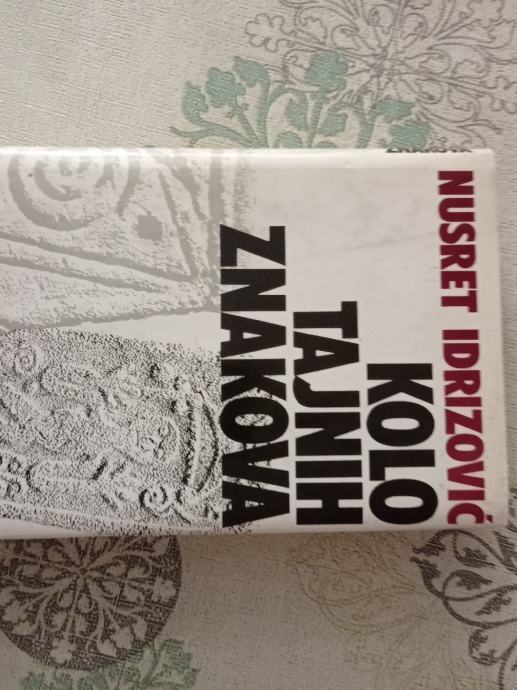 NUSRET IDRIZOVIĆ
KOLO
TAJNIH
ZNAKOVA